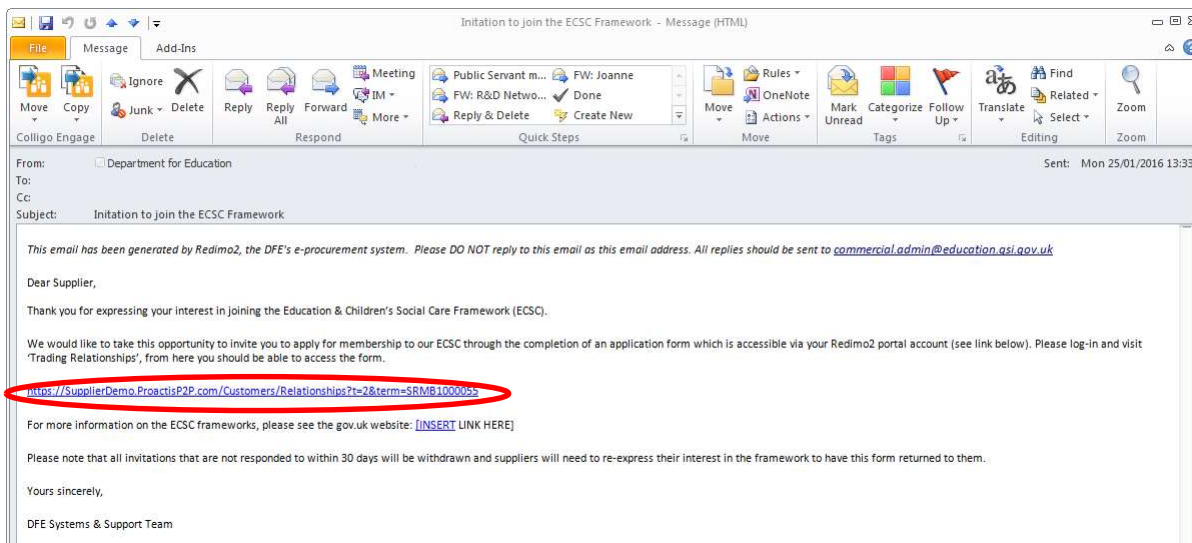 Initation to join the ECSC Framework - Message (HTML)
File Message Add-Ins
Move Copy Ignore Junk Delete Reply Reply All Forward Meeting IM More Public Servant m... FW: Joanne FW: R&D Netwo... Done Reply & Delete Create New Move Rules OneNote Actions Mark Unread Categorize Follow Up Translate Find Related Select Zoom
Colligo Engage Delete Respond Quick Steps Move Tags Editing Zoom
From: Department for Education Sent: Mon 25/01/2016 13:33
To:
Cc:
Subject: Initation to join the ECSC Framework
This email has been generated by Redimo2, the DFE's e-procurement system. Please DO NOT reply to this email as this email address. All replies should be sent to commercial.admin@education.gsi.gov.uk
Dear Supplier,
Thank you for expressing your interest in joining the Education & Children's Social Care Framework (ECSC).
We would like to take this opportunity to invite you to apply for membership to our ECSC through the completion of an application form which is accessible via your Redimo2 portal account (see link below). Please log-in and visit
'Trading Relationships', from here you should be able to access the form.
https://SupplierDemo.ProactisP2P.com/Customers/Relationships?t=2&term=SRMB1000055
For more information on the ECSC frameworks, please see the gov.uk website: [INSERT LINK HERE]
Please note that all invitations that are not responded to within 30 days will be withdrawn and suppliers will need to re-express their interest in the framework to have this form returned to them.
Yours sincerely,
DFE Systems & Support Team